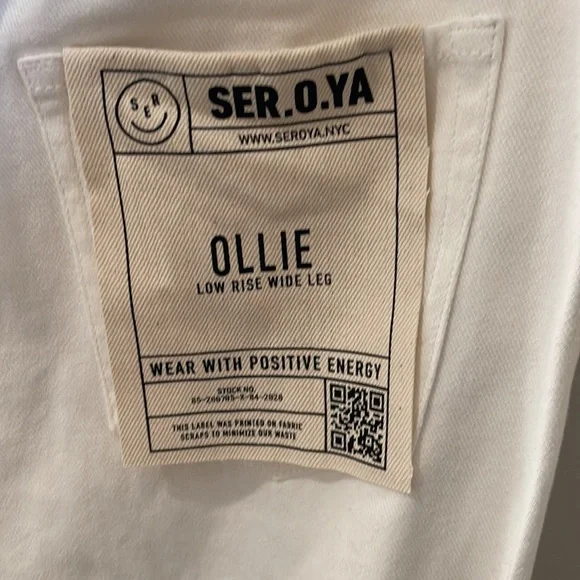 SER
SER.O.YA
WWW.SEROYA.NYC
OLLIE
LOW RISE WIDE LEG
WEAR WITH POSITIVE ENERGY
STOCK NO.
THIS LABEL WAS PRINTED ON FABRIC
SCRAPS TO MINIMIZE OUR WASTE